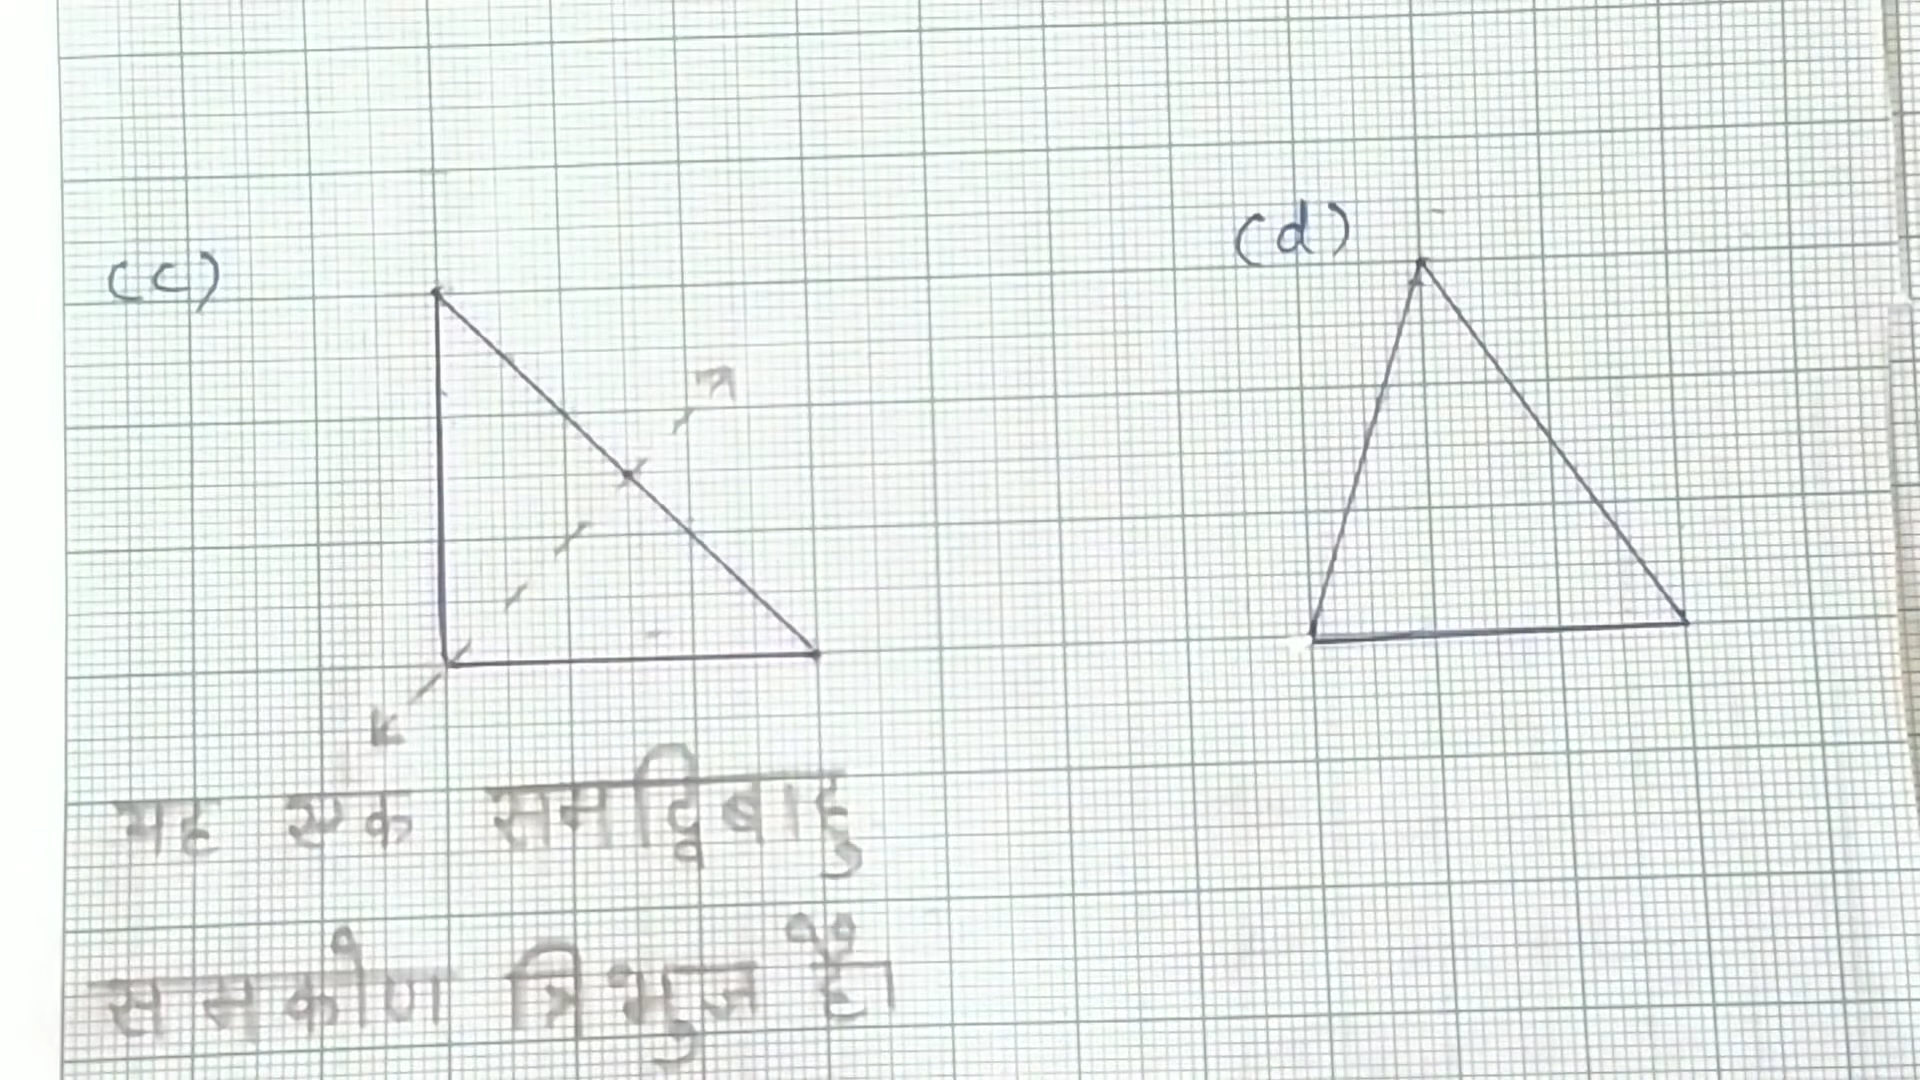 (c)
(d)
यह एक समद्विबाहु
समकोण त्रिभुज है।